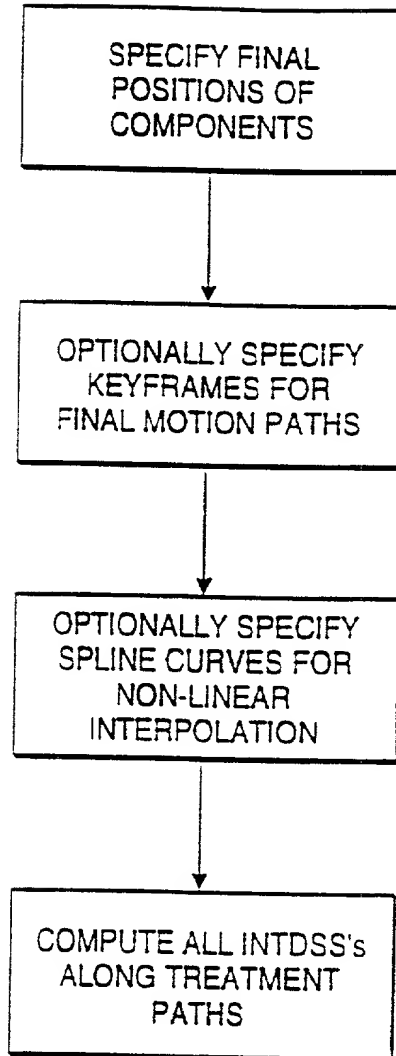 SPECIFY FINAL
POSITIONS OF
COMPONENTS
OPTIONALLY SPECIFY
KEYFRAMES FOR
FINAL MOTION PATHS
OPTIONALLY SPECIFY
SPLINE CURVES FOR
NON-LINEAR
INTERPOLATION
COMPUTE ALL INTDSS's
ALONG TREATMENT
PATHS